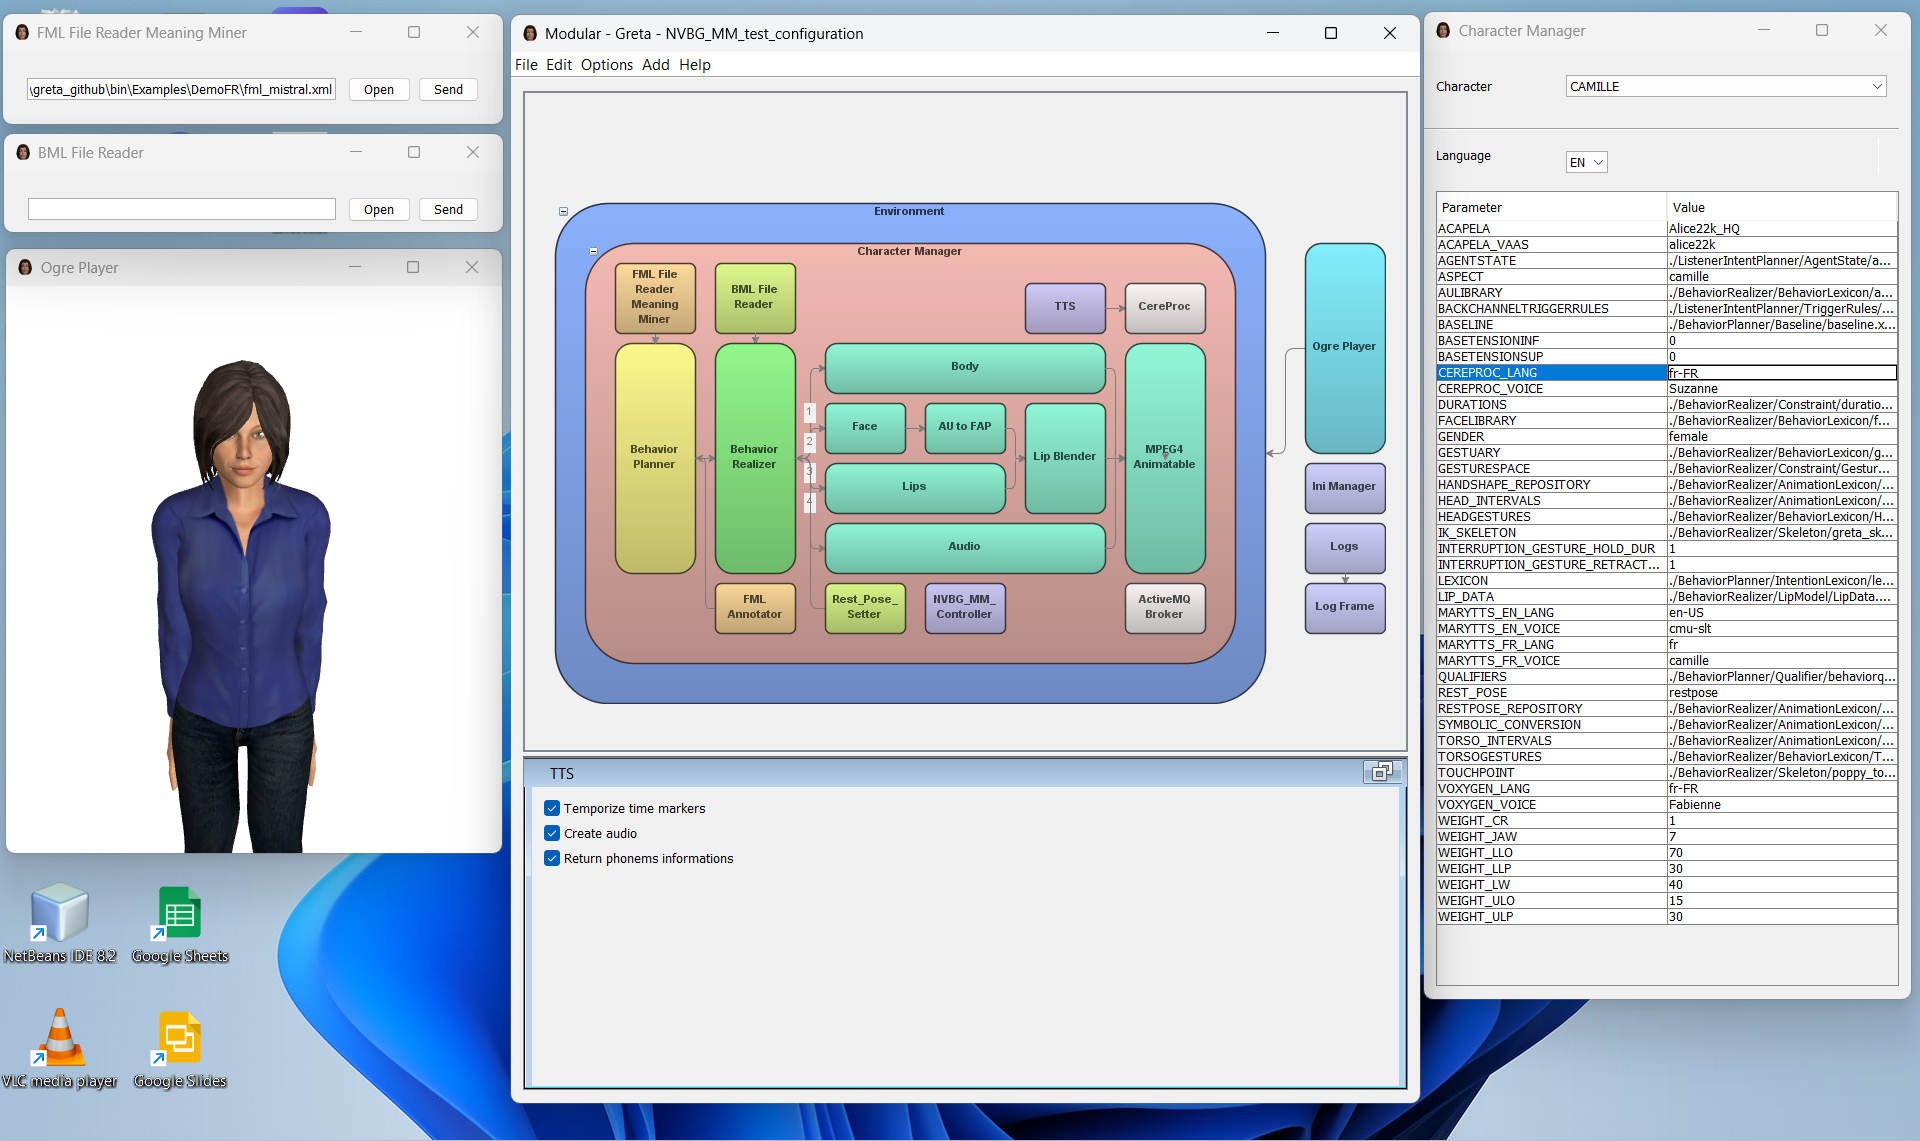 FML File Reader Meaning Miner
\greta_github\bin\Examples\DemoFR\fml_mistral.xml
Open
Send
BML File Reader
Open
Send
Ogre Player
NetBeans IDE 8.2
Google Sheets
VLC media player
Google Slides
Modular - Greta - NVBG_MM_test_configuration
File Edit Options Add Help
Environment
Character Manager
FML File
Reader
Meaning
Miner
BML File
Reader
TTS
CereProc
Ogre Player
Body
1
Face
AU to FAP
2
Behavior
Planner
Behavior
Realizer
Lip Blender
MPEG4
Animatable
3
Lips
4
Ini Manager
Audio
Logs
FML
Annotator
Rest_Pose_
Setter
NVBG_MM_
Controller
ActiveMQ
Broker
Log Frame
TTS
Temporize time markers
Create audio
Return phonems informations
Character Manager
Character
CAMILLE
Language
EN
Parameter Value
ACAPELA Alice22k_HQ
ACAPELA_VAAS alice22k
AGENTSTATE ./ListenerIntentPlanner/AgentState/a...
ASPECT camille
AULIBRARY ./BehaviorRealizer/BehaviorLexicon/a...
BACKCHANNELTRIGGERRULES ./ListenerIntentPlanner/TriggerRules/...
BASELINE ./BehaviorPlanner/Baseline/baseline.x...
BASETENSIONINF 0
BASETENSIONSUP 0
CEREPROC_LANG fr-FR
CEREPROC_VOICE Suzanne
DURATIONS ./BehaviorRealizer/Constraint/duratio...
FACELIBRARY ./BehaviorRealizer/BehaviorLexicon/f...
GENDER female
GESTUARY ./BehaviorRealizer/BehaviorLexicon/g...
GESTURESPACE ./BehaviorRealizer/Constraint/Gestur...
HANDSHAPE_REPOSITORY ./BehaviorRealizer/AnimationLexicon/...
HEAD_INTERVALS ./BehaviorRealizer/AnimationLexicon/...
HEADGESTURES ./BehaviorRealizer/BehaviorLexicon/H...
IK_SKELETON ./BehaviorRealizer/Skeleton/greta_sk...
INTERRUPTION_GESTURE_HOLD_DUR 1
INTERRUPTION_GESTURE_RETRACT... 1
LEXICON ./BehaviorPlanner/IntentionLexicon/le...
LIP_DATA ./BehaviorRealizer/LipModel/LipData....
MARYTTS_EN_LANG en-US
MARYTTS_EN_VOICE cmu-slt
MARYTTS_FR_LANG fr
MARYTTS_FR_VOICE camille
QUALIFIERS ./BehaviorPlanner/Qualifier/behaviorq...
REST_POSE restpose
RESTPOSE_REPOSITORY ./BehaviorRealizer/AnimationLexicon/...
SYMBOLIC_CONVERSION ./BehaviorRealizer/AnimationLexicon/...
TORSO_INTERVALS ./BehaviorRealizer/AnimationLexicon/...
TORSOGESTURES ./BehaviorRealizer/BehaviorLexicon/T...
TOUCHPOINT ./BehaviorRealizer/Skeleton/poppy_to...
VOXYGEN_LANG fr-FR
VOXYGEN_VOICE Fabienne
WEIGHT_CR 1
WEIGHT_JAW 7
WEIGHT_LLO 70
WEIGHT_LLP 30
WEIGHT_LW 40
WEIGHT_ULO 15
WEIGHT_ULP 30